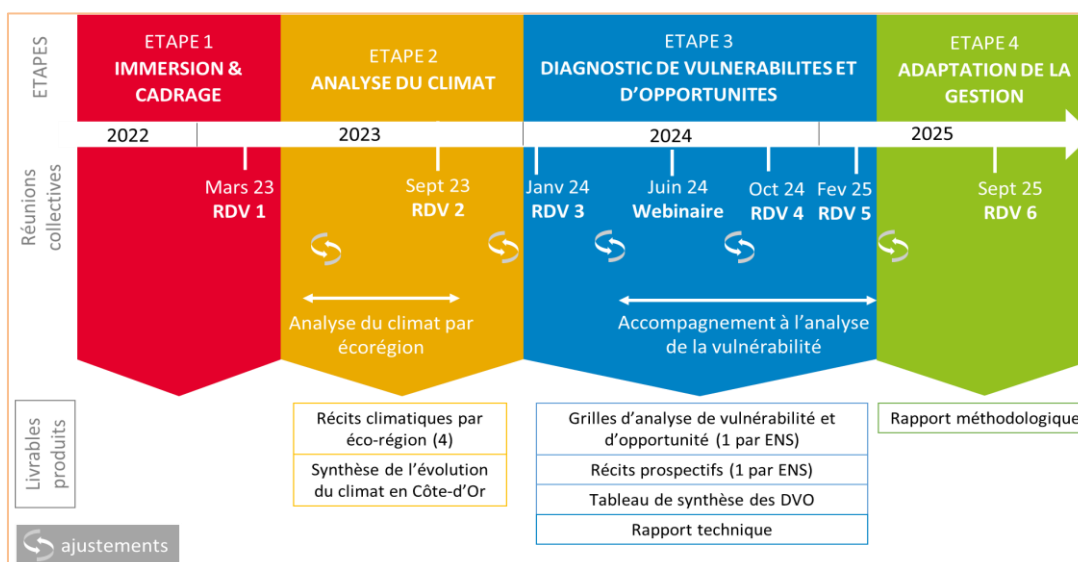 ETAPES
ETAPE 1
IMMERSION &
CADRAGE
ETAPE 2
ANALYSE DU CLIMAT
ETAPE 3
DIAGNOSTIC DE VULNERABILITES ET
D'OPPORTUNITES
ETAPE 4
ADAPTATION DE LA
GESTION
2022
2023
2024
2025
Réunions
collectives
Mars 23
RDV 1
Sept 23
RDV 2
Janv 24
RDV 3
Juin 24
Webinaire
Oct 24
RDV 4
Fev 25
RDV 5
Sept 25
RDV 6
Analyse du climat par
écorégion
Accompagnement à l'analyse
de la vulnérabilité
Livrables
produits
Récits climatiques par
éco-région (4)
Synthèse de l'évolution
du climat en Côte-d'Or
Grilles d'analyse de vulnérabilité et
d'opportunité (1 par ENS)
Récits prospectifs (1 par ENS)
Tableau de synthèse des DVO
Rapport technique
Rapport méthodologique
ajustements